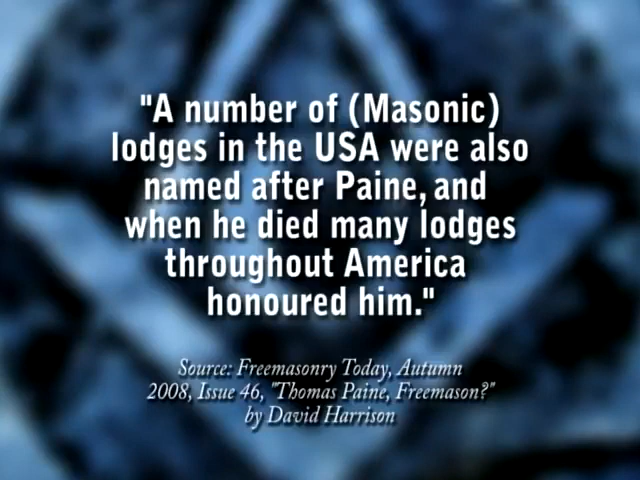 "A number of (Masonic)
lodges in the USA were also
named after Paine, and
when he died many lodges
throughout America
honoured him."
Source: Freemasonry Today, Autumn
2008, Issue 46, "Thomas Paine, Freemason?"
by David Harrison